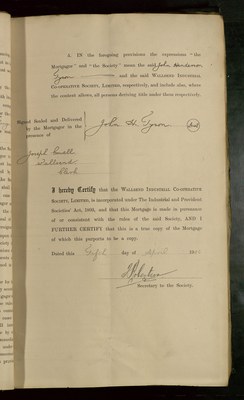 4. IN the foregoing provisions the expressions "the
Mortgagor" and "the Society" mean the said John Henderson
Tyson and the said WALLSEND INDUSTRIAL
CO-OPERATIVE SOCIETY, LIMITED, respectively, and include also, where
the context allows, all persons deriving title under them respectively.
Signed Sealed and Delivered
by the Mortgagor in the
presence of
John H. Tyson
Joseph
Wallsend
Clerk
I hereby Certify that the WALLSEND INDUSTRIAL CO-OPERATIVE
SOCIETY, LIMITED, is incorporated under The Industrial and Provident
Societies' Act, 1893, and that this Mortgage is made in pursuance
of or consistent with the rules of the said Society, AND I
FURTHER CERTIFY that this is a true copy of the Mortgage
of which this purports to be a copy.
Dated this day of April
Secretary to the Society.